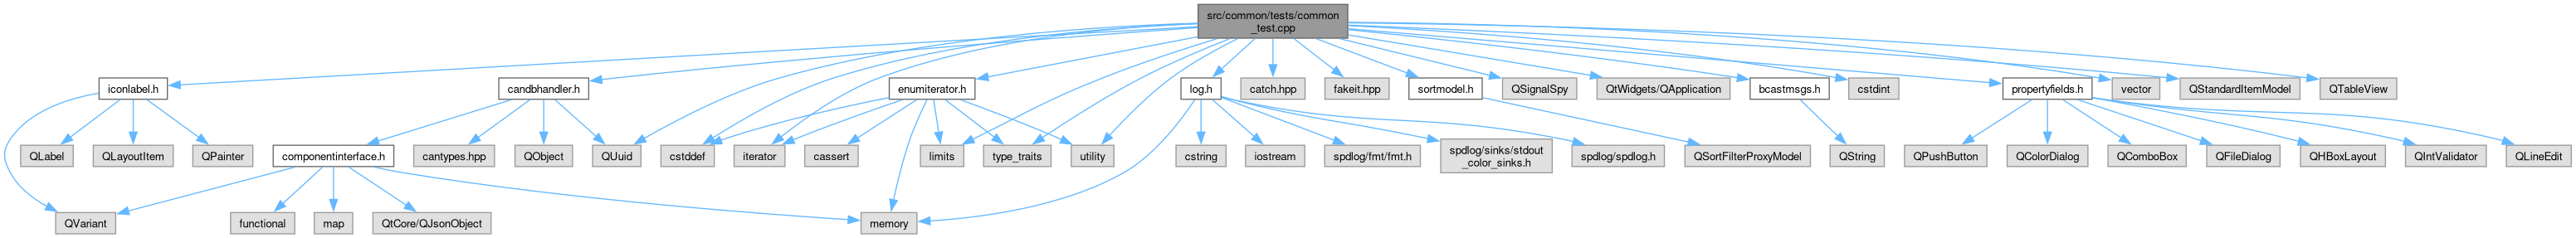 src/common/tests/common
_test.cpp
iconlabel.h
candbhandler.h
enumiterator.h
log.h
catch.hpp
fakeit.hpp
sortmodel.h
QSignalSpy
QtWidgets/QApplication
bcastmsgs.h
cstdint
propertyfields.h
vector
QStandardItemModel
QTableView
QLabel
QLayoutItem
QPainter
componentinterface.h
cantypes.hpp
QObject
QUuid
cstddef
iterator
cassert
limits
type_traits
utility
cstring
iostream
spdlog/fmt/fmt.h
spdlog/sinks/stdout
_color_sinks.h
spdlog/spdlog.h
QSortFilterProxyModel
QString
QPushButton
QColorDialog
QComboBox
QFileDialog
QHBoxLayout
QIntValidator
QLineEdit
QVariant
functional
map
QtCore/QJsonObject
memory